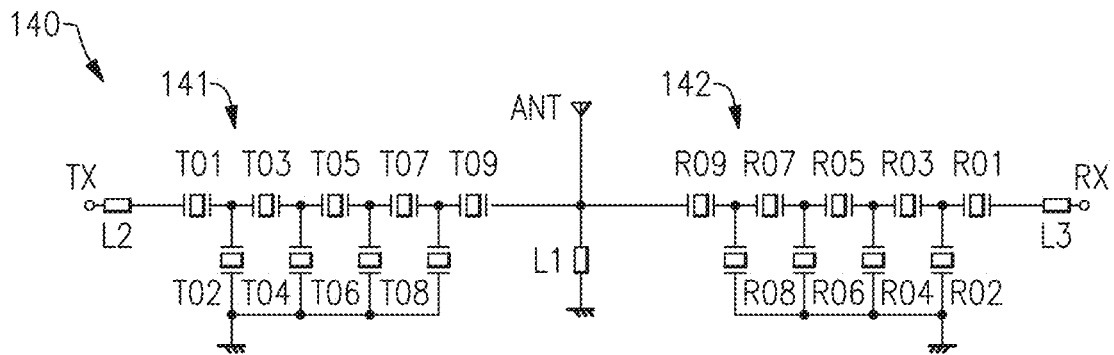 140
141
142
ANT
T01 T03 T05 T07 T09
R09 R07 R05 R03 R01
TX
RX
L2
L1
L3
T02 T04 T06 T08
R08 R06 R04 R02